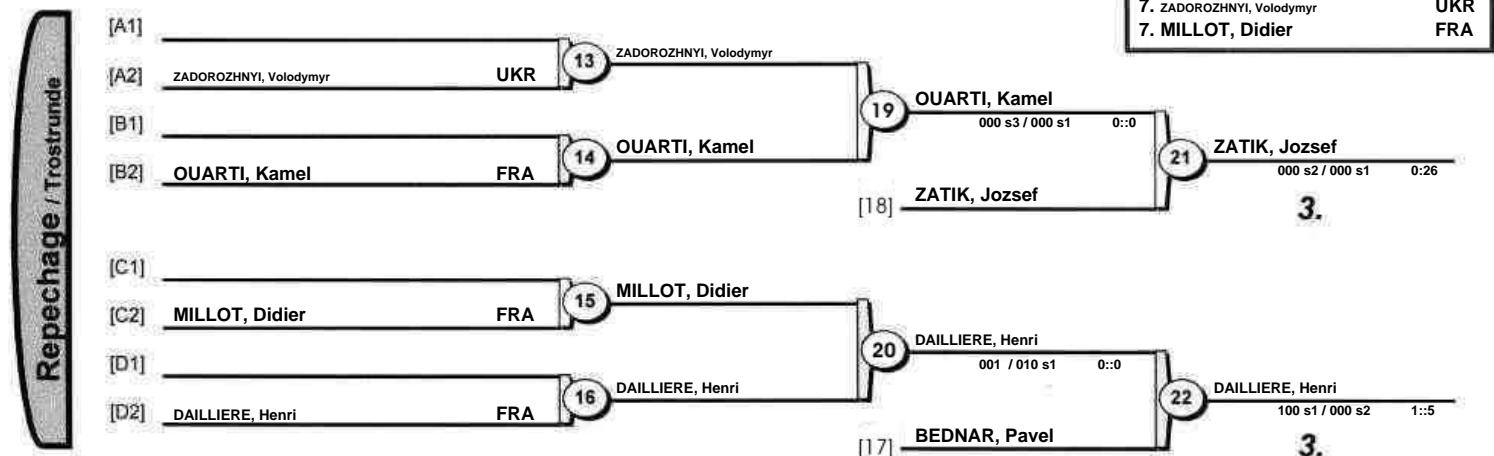 7. ZADOROZHNYI, Volodymyr UKR
7. MILLOT, Didier FRA
Repechage / Trostrunde
[A1]
[A2] ZADOROZHNYI, Volodymyr UKR
13 ZADOROZHNYI, Volodymyr
[B1]
[B2] OUARTI, Kamel FRA
14 OUARTI, Kamel
19 OUARTI, Kamel
000 s3 / 000 s1 0::0
[18] ZATIK, Jozsef
21 ZATIK, Jozsef
000 s2 / 000 s1 0:26
3.
[C1]
[C2] MILLOT, Didier FRA
15 MILLOT, Didier
[D1]
[D2] DAILLIERE, Henri FRA
16 DAILLIERE, Henri
20 DAILLIERE, Henri
001 / 010 s1 0::0
[17] BEDNAR, Pavel
22 DAILLIERE, Henri
100 s1 / 000 s2 1::5
3.